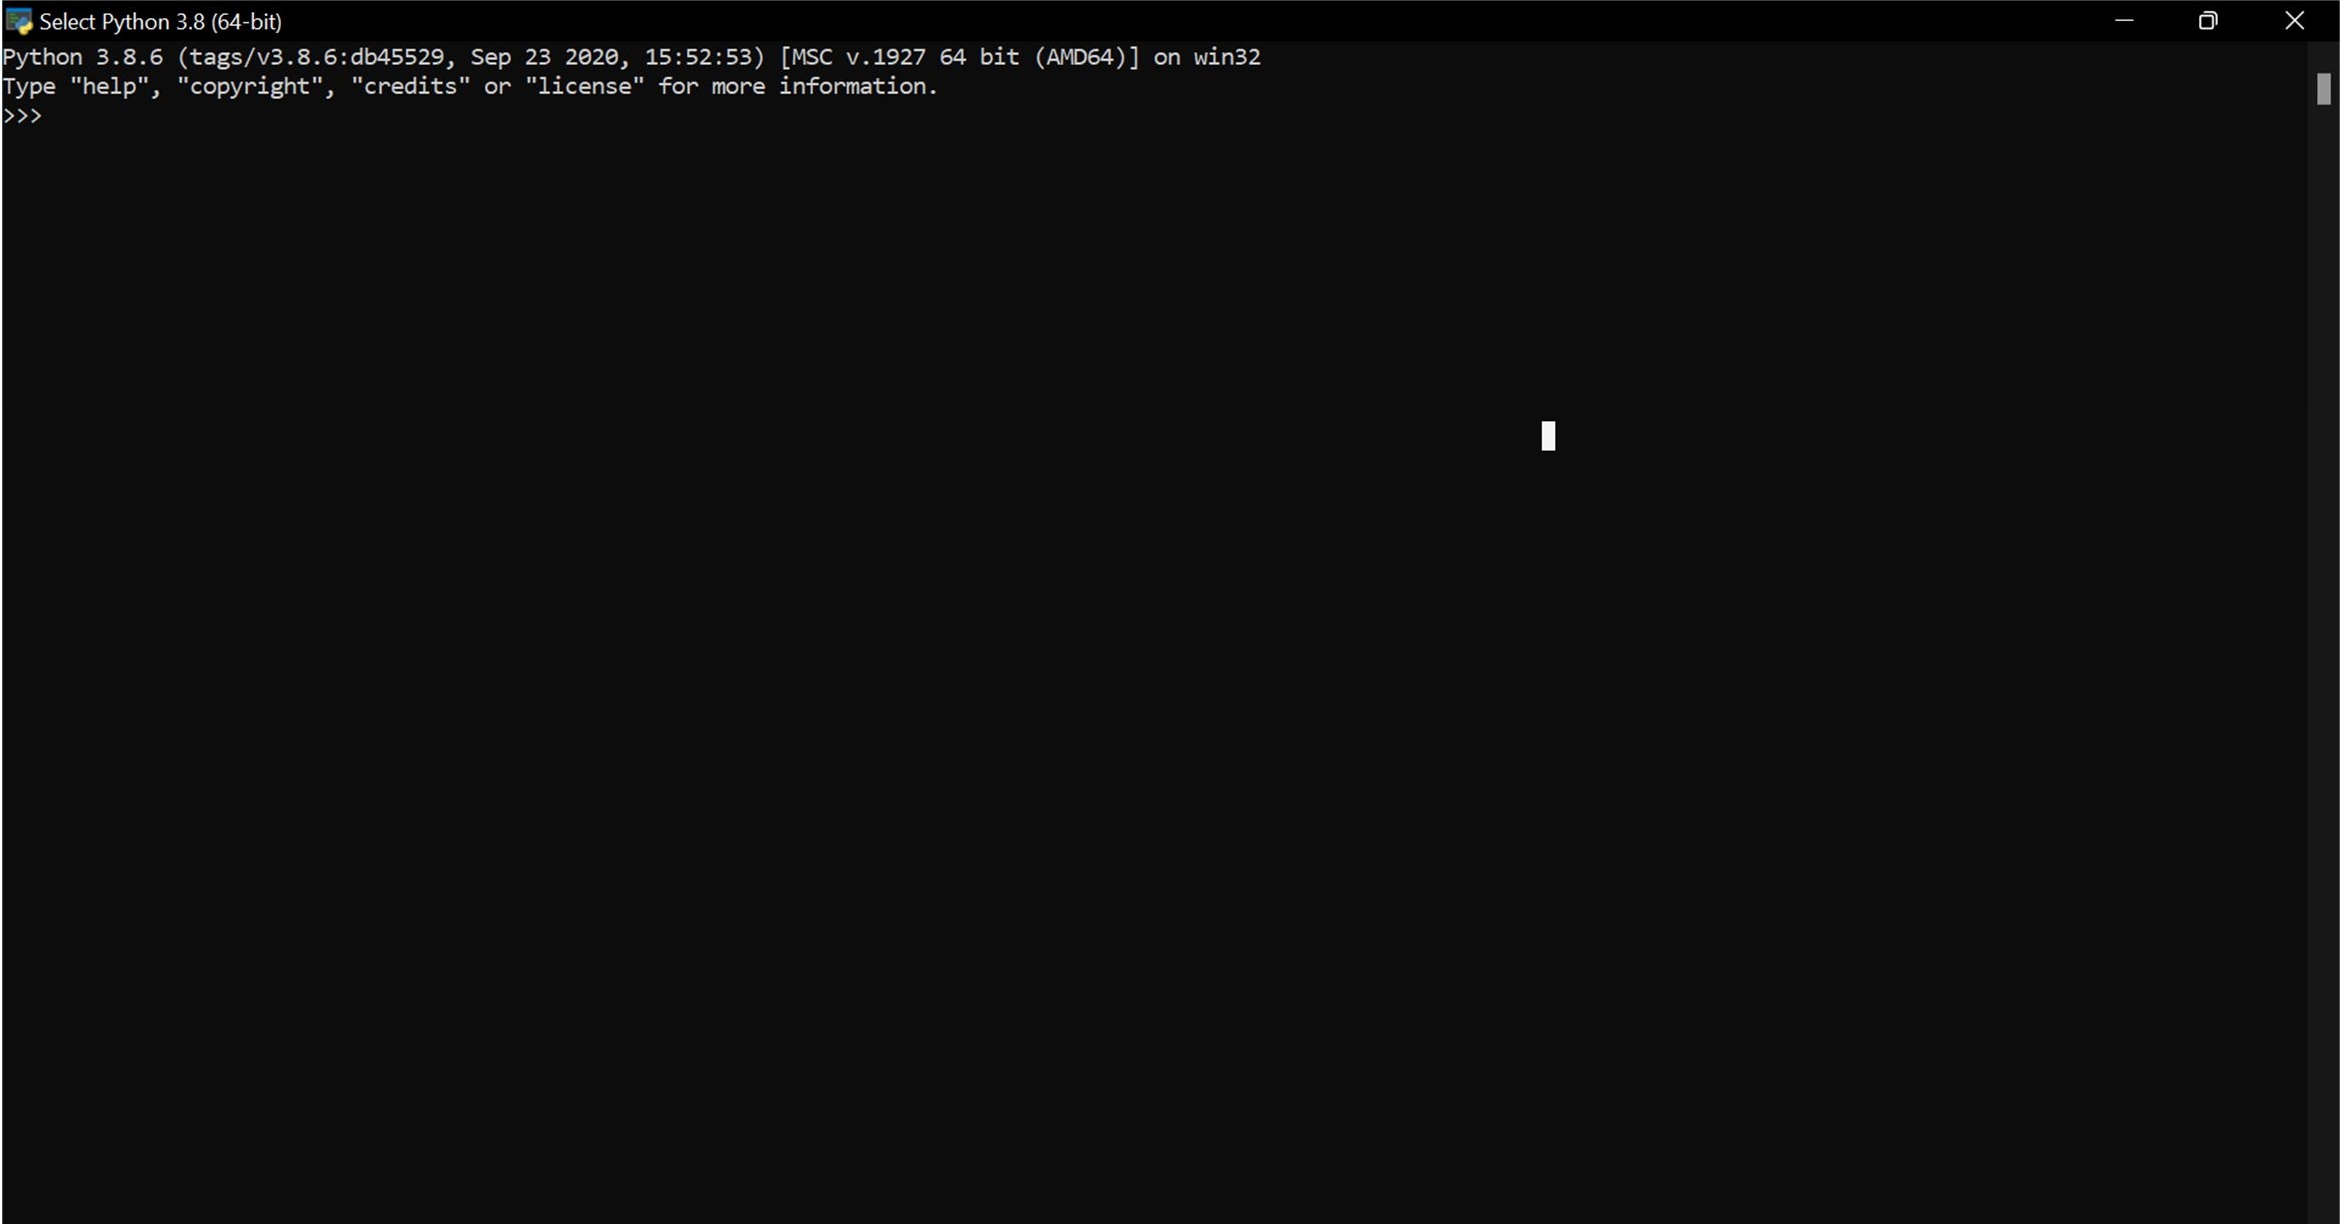 Select Python 3.8 (64-bit)
Python 3.8.6 (tags/v3.8.6:db45529, Sep 23 2020, 15:52:53) [MSC v.1927 64 bit (AMD64)] on win32
Type "help", "copyright", "credits" or "license" for more information.
>>>